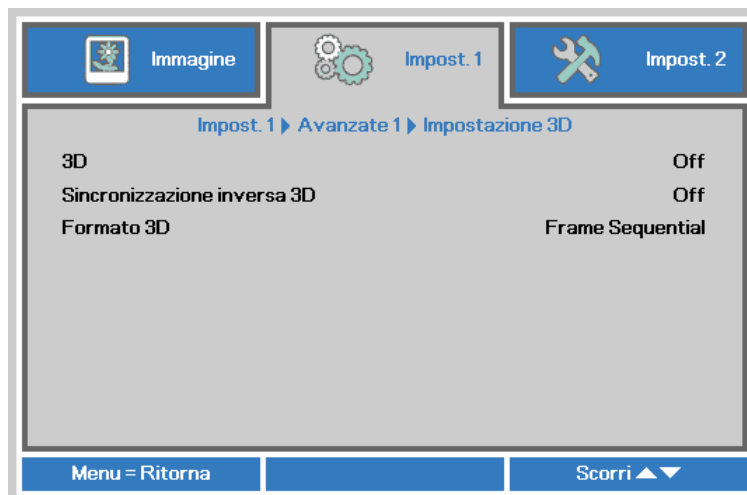 Immagine
Impost. 1
Impost. 2
Impost. 1 ▶ Avanzate 1 ▶ Impostazione 3D
3D Off
Sincronizzazione inversa 3D Off
Formato 3D Frame Sequential
Menu = Ritorna
Scorri ▲▼